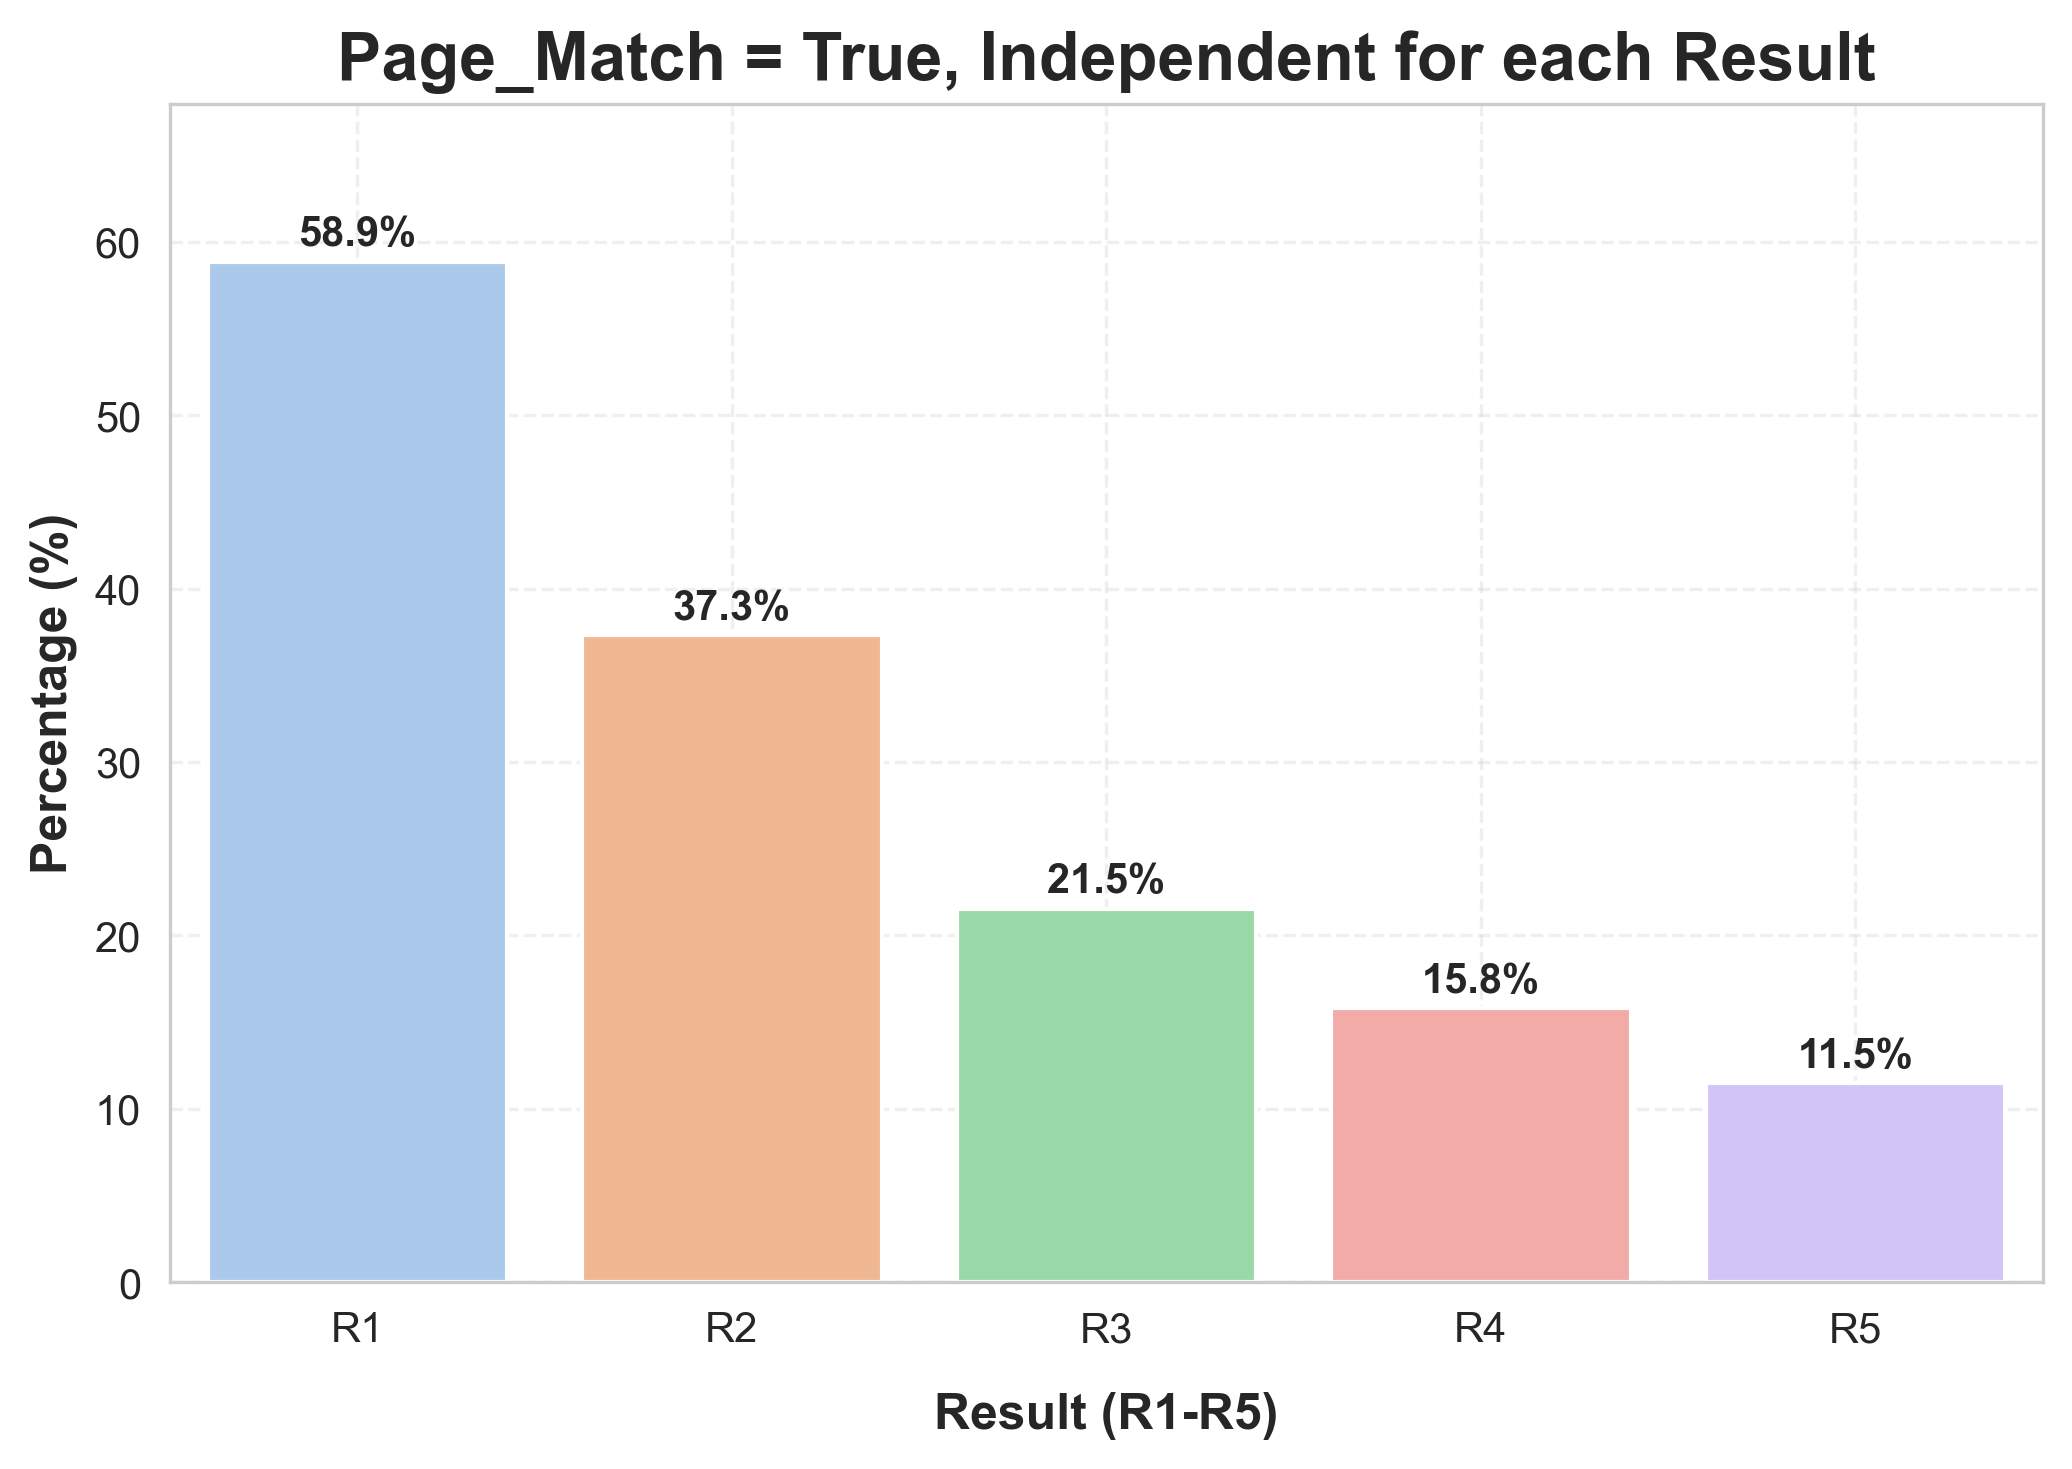 Page_Match = True, Independent for each Result
Percentage (%)
60
50
40
30
20
10
0
58.9%
37.3%
21.5%
15.8%
11.5%
R1
R2
R3
R4
R5
Result (R1-R5)